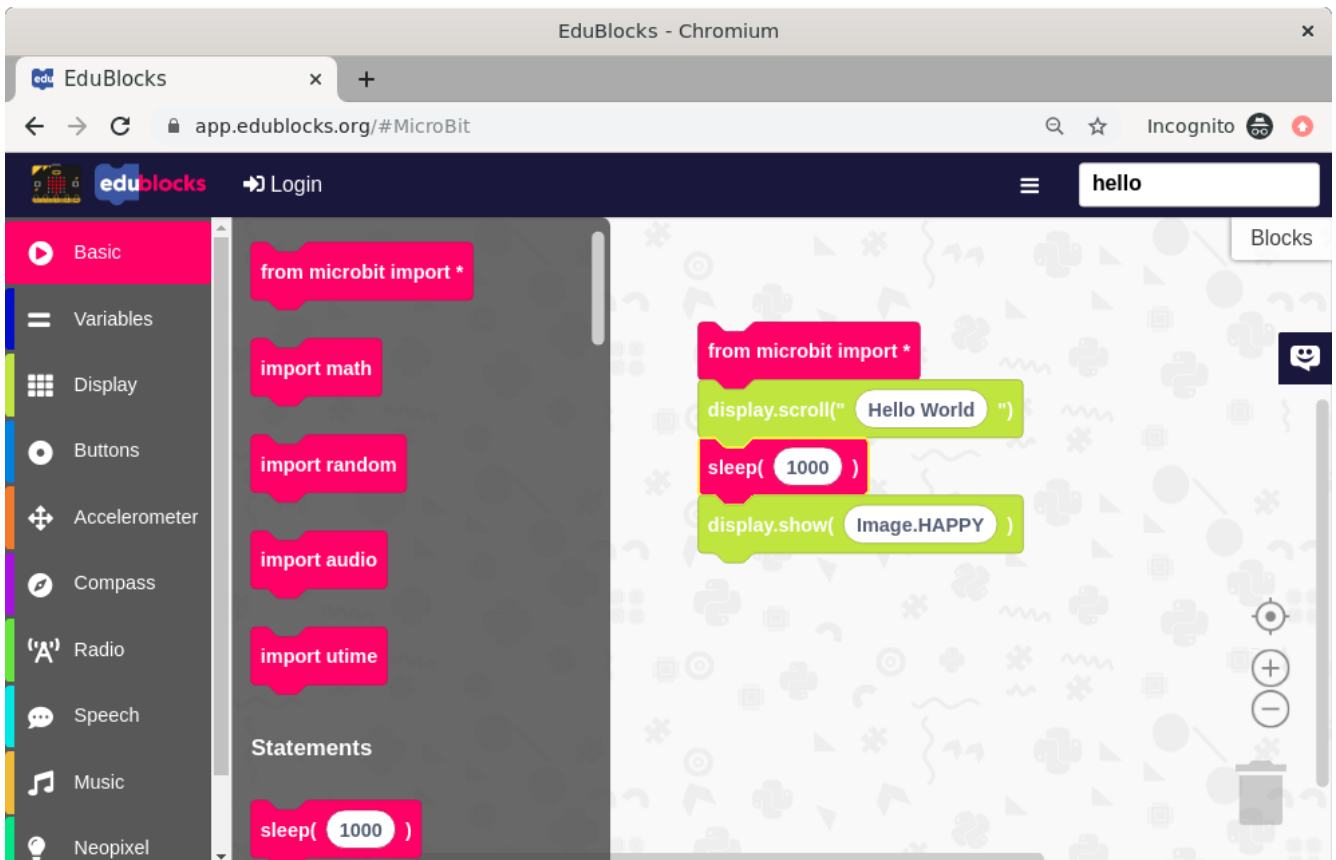 EduBlocks - Chromium
edu EduBlocks
app.edublocks.org/#MicroBit
Incognito
edublocks
Login
hello
Basic
Variables
Display
Buttons
Accelerometer
Compass
Radio
Speech
Music
Neopixel
from microbit import *
import math
import random
import audio
import utime
Statements
sleep( 1000 )
Blocks
from microbit import *
display.scroll(" Hello World ")
sleep( 1000 )
display.show( Image.HAPPY )